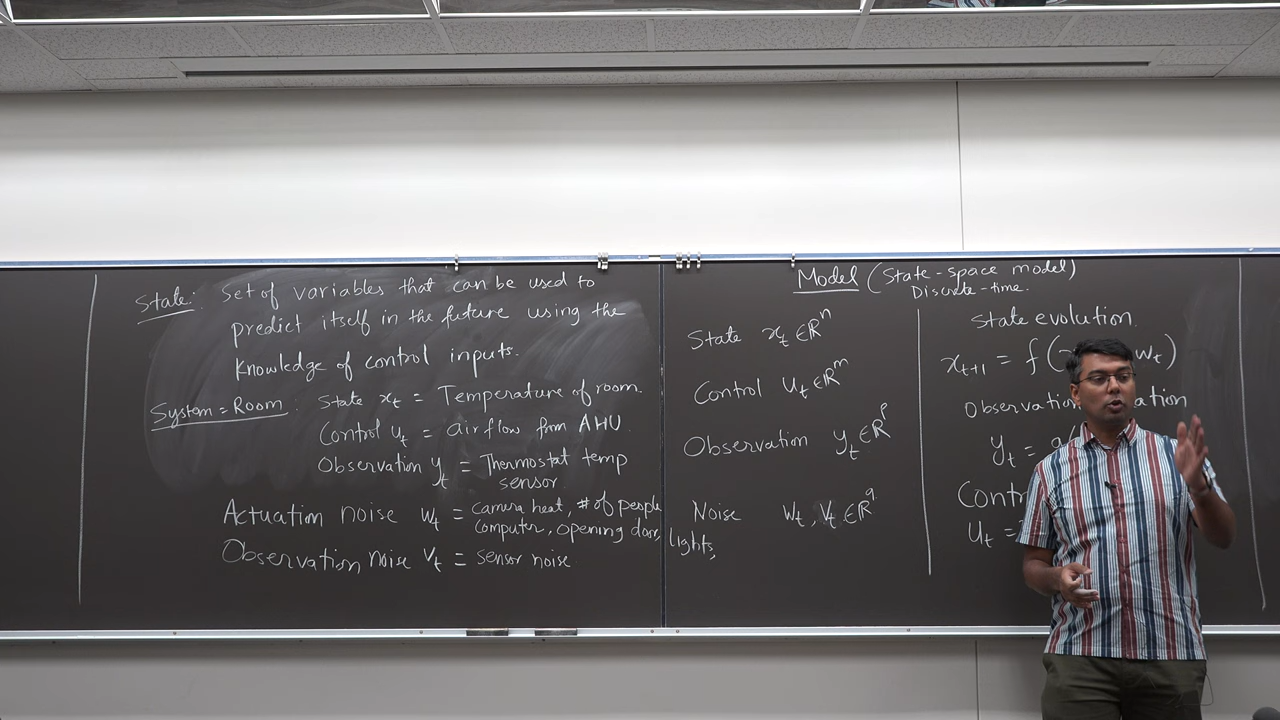 State: Set of variables that can be used to
predict itself in the future using the
knowledge of control inputs.
System = Room. State xₜ = Temperature of room.
Control uₜ = airflow from AHU.
Observation yₜ = Thermostat temp
sensor.
Actuation noise wₜ = camera heat, # of people
computer, opening door, lights,
Observation noise vₜ = sensor noise
Model (State-space model)
Discrete-time.
State xₜ ∈ ℝⁿ
Control uₜ ∈ ℝᵐ
Observation yₜ ∈ ℝᵖ
Noise wₜ, vₜ ∈ ℝ^q
State evolution.
xₜ₊₁ = f( wₜ)
Observation
yₜ =
uₜ =